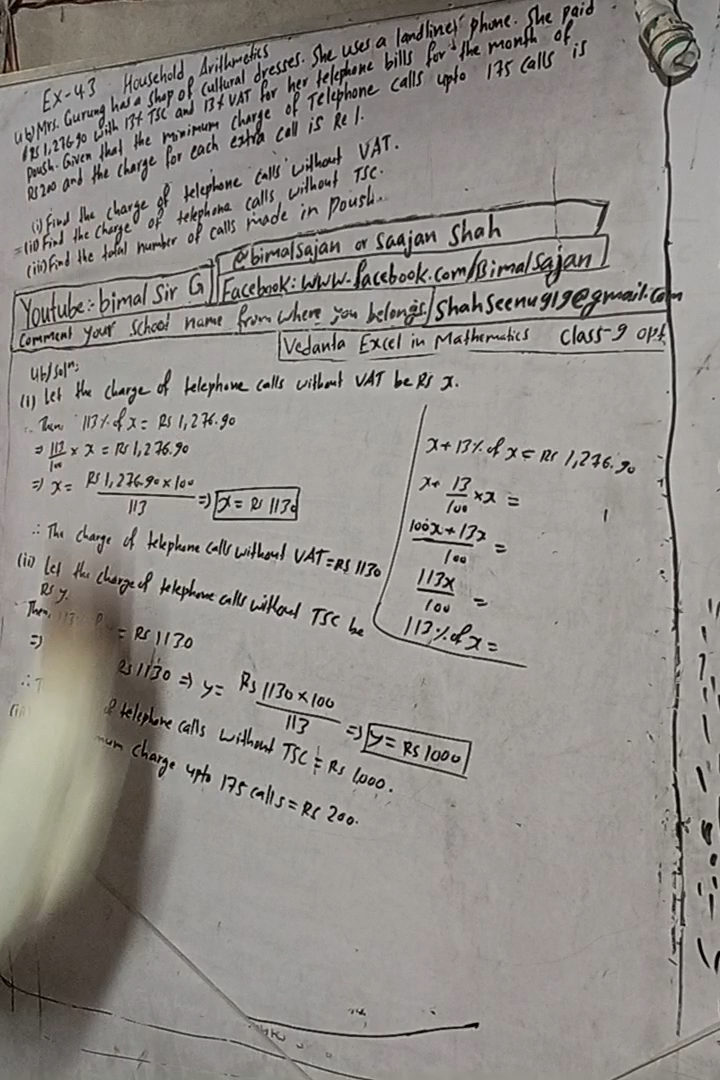 Ex-4.3 Household Arithmetics
4b) Mrs. Gurung has a shop of cultural dresses. She uses a landline phone. She paid
RS 1,276.90 with 13% TSC and 13% VAT for her telephone bills for the month of
Poush. Given that the minimum charge of Telephone calls upto 175 calls is
Rs 200 and the charge for each extra call is Re 1.
(i) Find the charge of telephone calls without VAT.
(ii) Find the charge of telephone calls without TSC.
(iii) Find the total number of calls made in Poush.
@bimalsajan or Saajan Shah
Youtube:- bimal Sir G
Facebook: www.facebook.com/Bimalsajan
Comment your School name from where you belongs.
Shahseenu919@gmail.com
Vedanta Excel in Mathematics Class-9 opt
4b) Solⁿ:
(i) Let the charge of telephone calls without VAT be RS x.
Then, 113% of x = RS 1,276.90
⇒ 113/100 × x = RS 1,276.90
⇒ x = RS 1,276.90 × 100 / 113 ⇒ x = RS 1130
∴ The charge of telephone calls without VAT = RS 1130
x + 13% of x = RS 1,276.90
x + 13/100 × x =
100x + 13x / 100 =
113x / 100 =
113% of x =
(ii) Let the charge of telephone calls without TSC be
Rs y.
Then, = RS 1130
⇒ RS 1130 ⇒ y = Rs 1130 × 100 / 113 ⇒ y = RS 1000
of telephone calls without TSC = Rs 1,000.
charge upto 175 calls = RS 200.